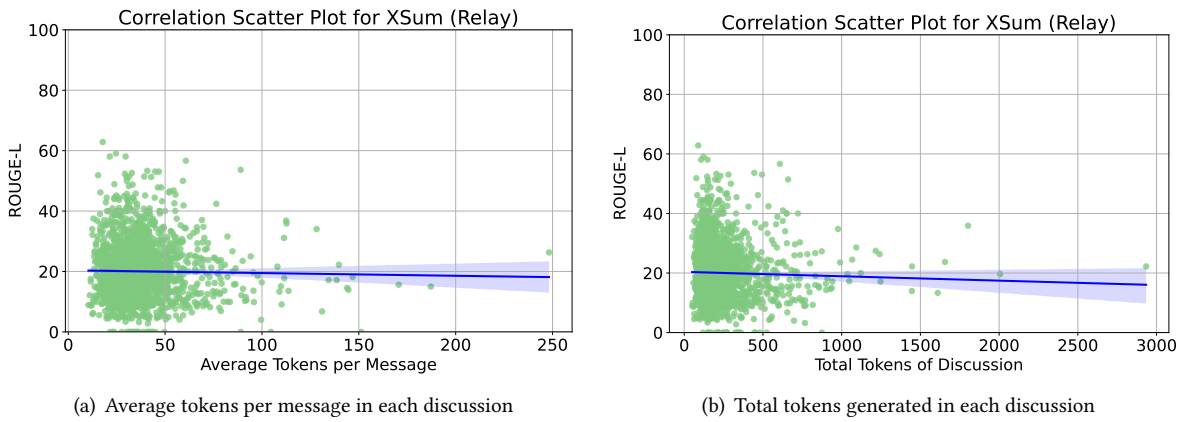 Correlation Scatter Plot for XSum (Relay)
100
80
60
40
20
0
ROUGE-L
0 50 100 150 200 250
Average Tokens per Message
(a) Average tokens per message in each discussion
Correlation Scatter Plot for XSum (Relay)
100
80
60
40
20
0
ROUGE-L
0 500 1000 1500 2000 2500 3000
Total Tokens of Discussion
(b) Total tokens generated in each discussion